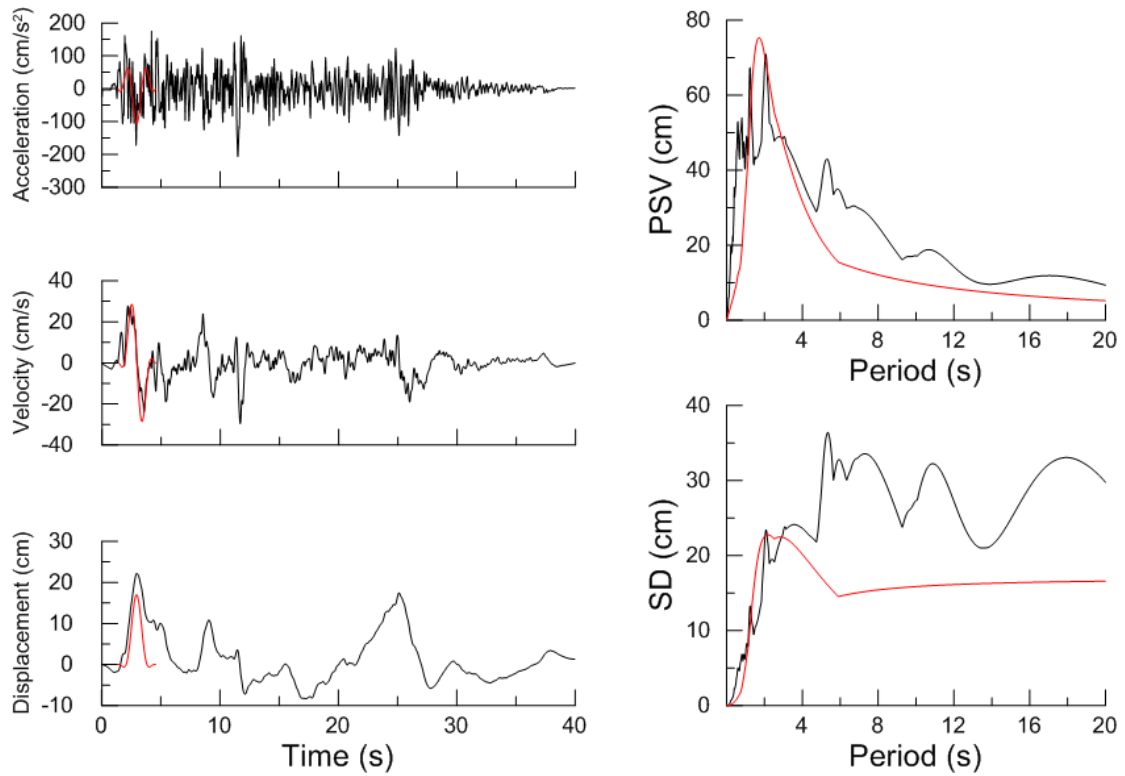 Acceleration (cm/s²)
200
100
0
-100
-200
-300
Velocity (cm/s)
40
20
0
-20
-40
Displacement (cm)
30
20
10
0
-10
0 10 20 30 40
Time (s)
PSV (cm)
80
60
40
20
0
4 8 12 16 20
Period (s)
SD (cm)
40
30
20
10
0
4 8 12 16 20
Period (s)